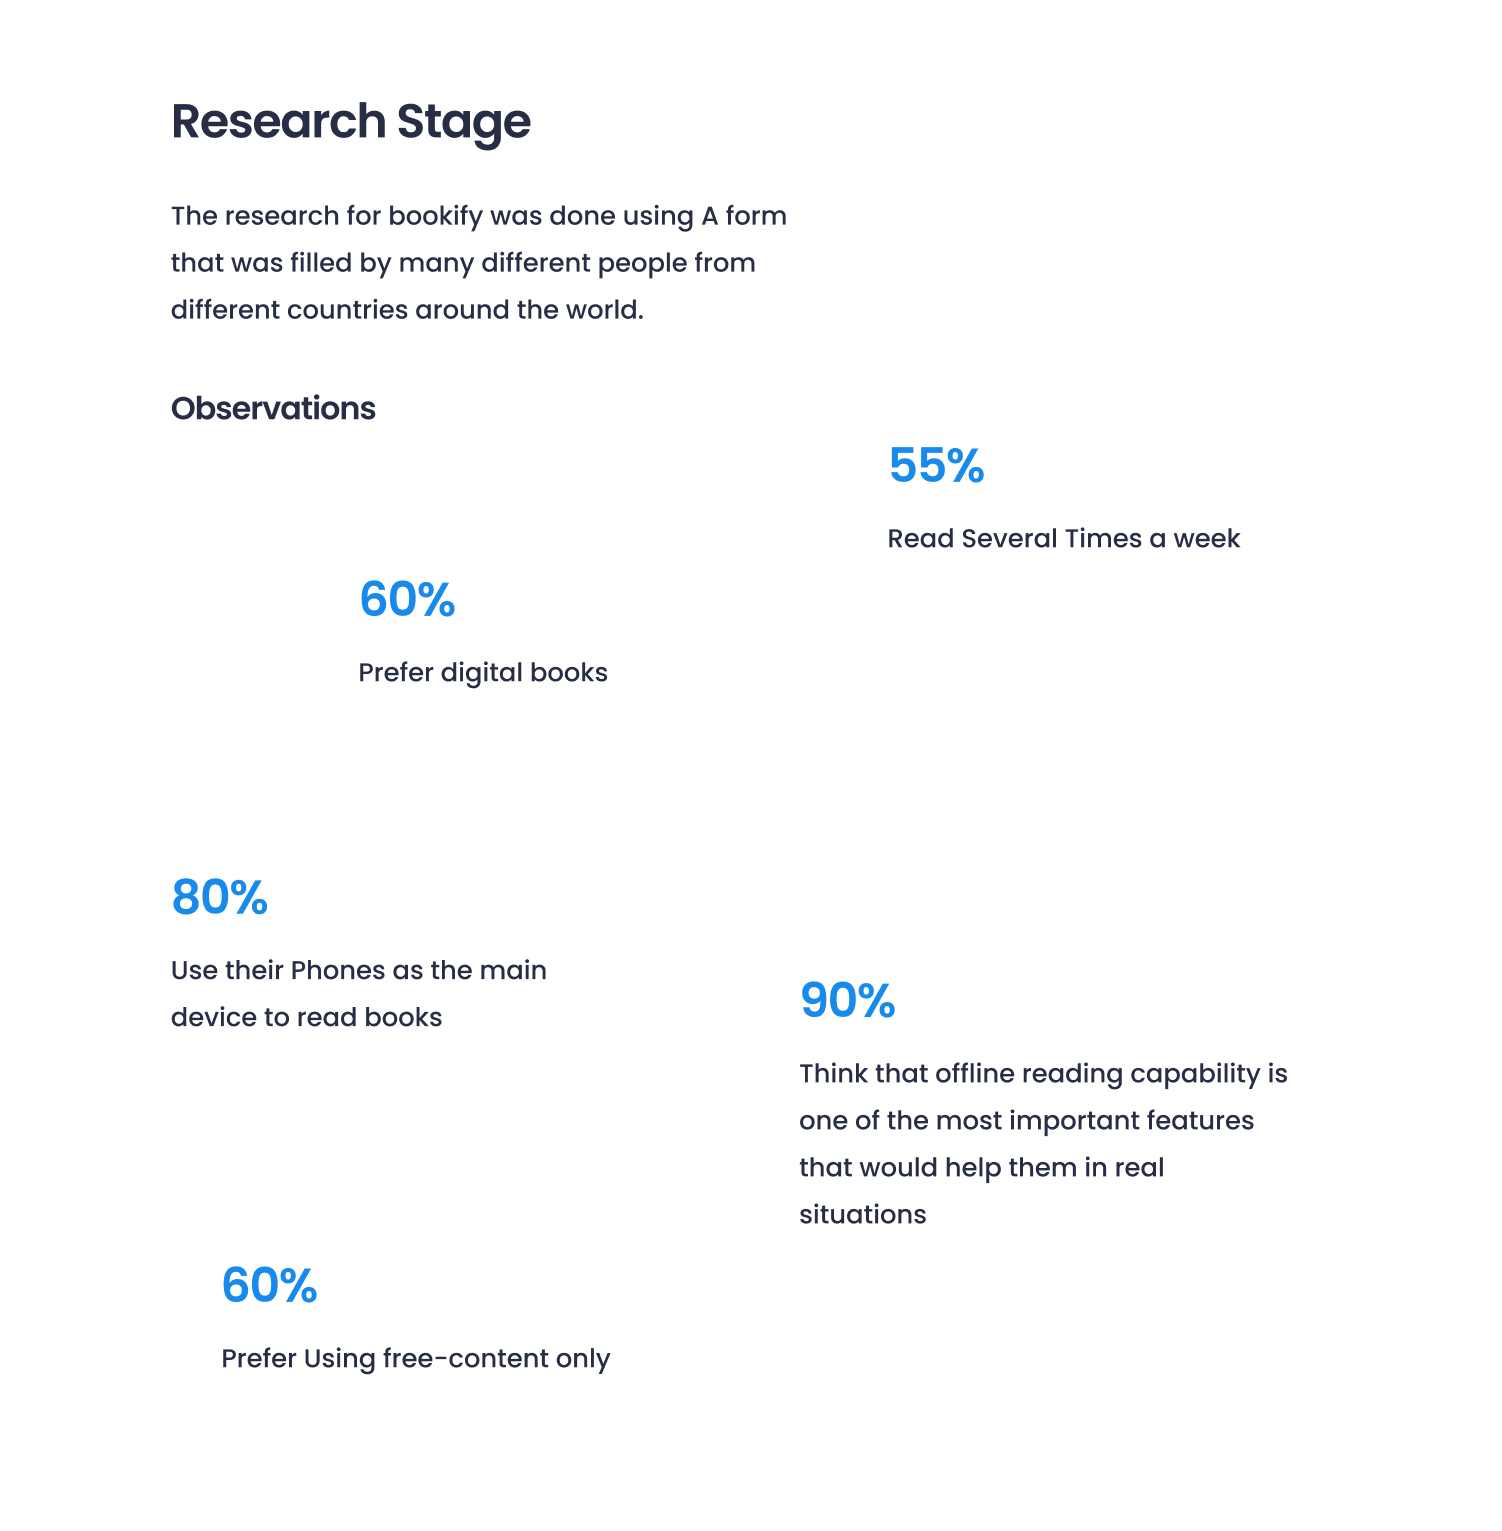 Research Stage
The research for bookify was done using A form
that was filled by many different people from
different countries around the world.
Observations
55%
Read Several Times a week
60%
Prefer digital books
80%
Use their Phones as the main
device to read books
90%
Think that offline reading capability is
one of the most important features
that would help them in real
situations
60%
Prefer Using free-content only